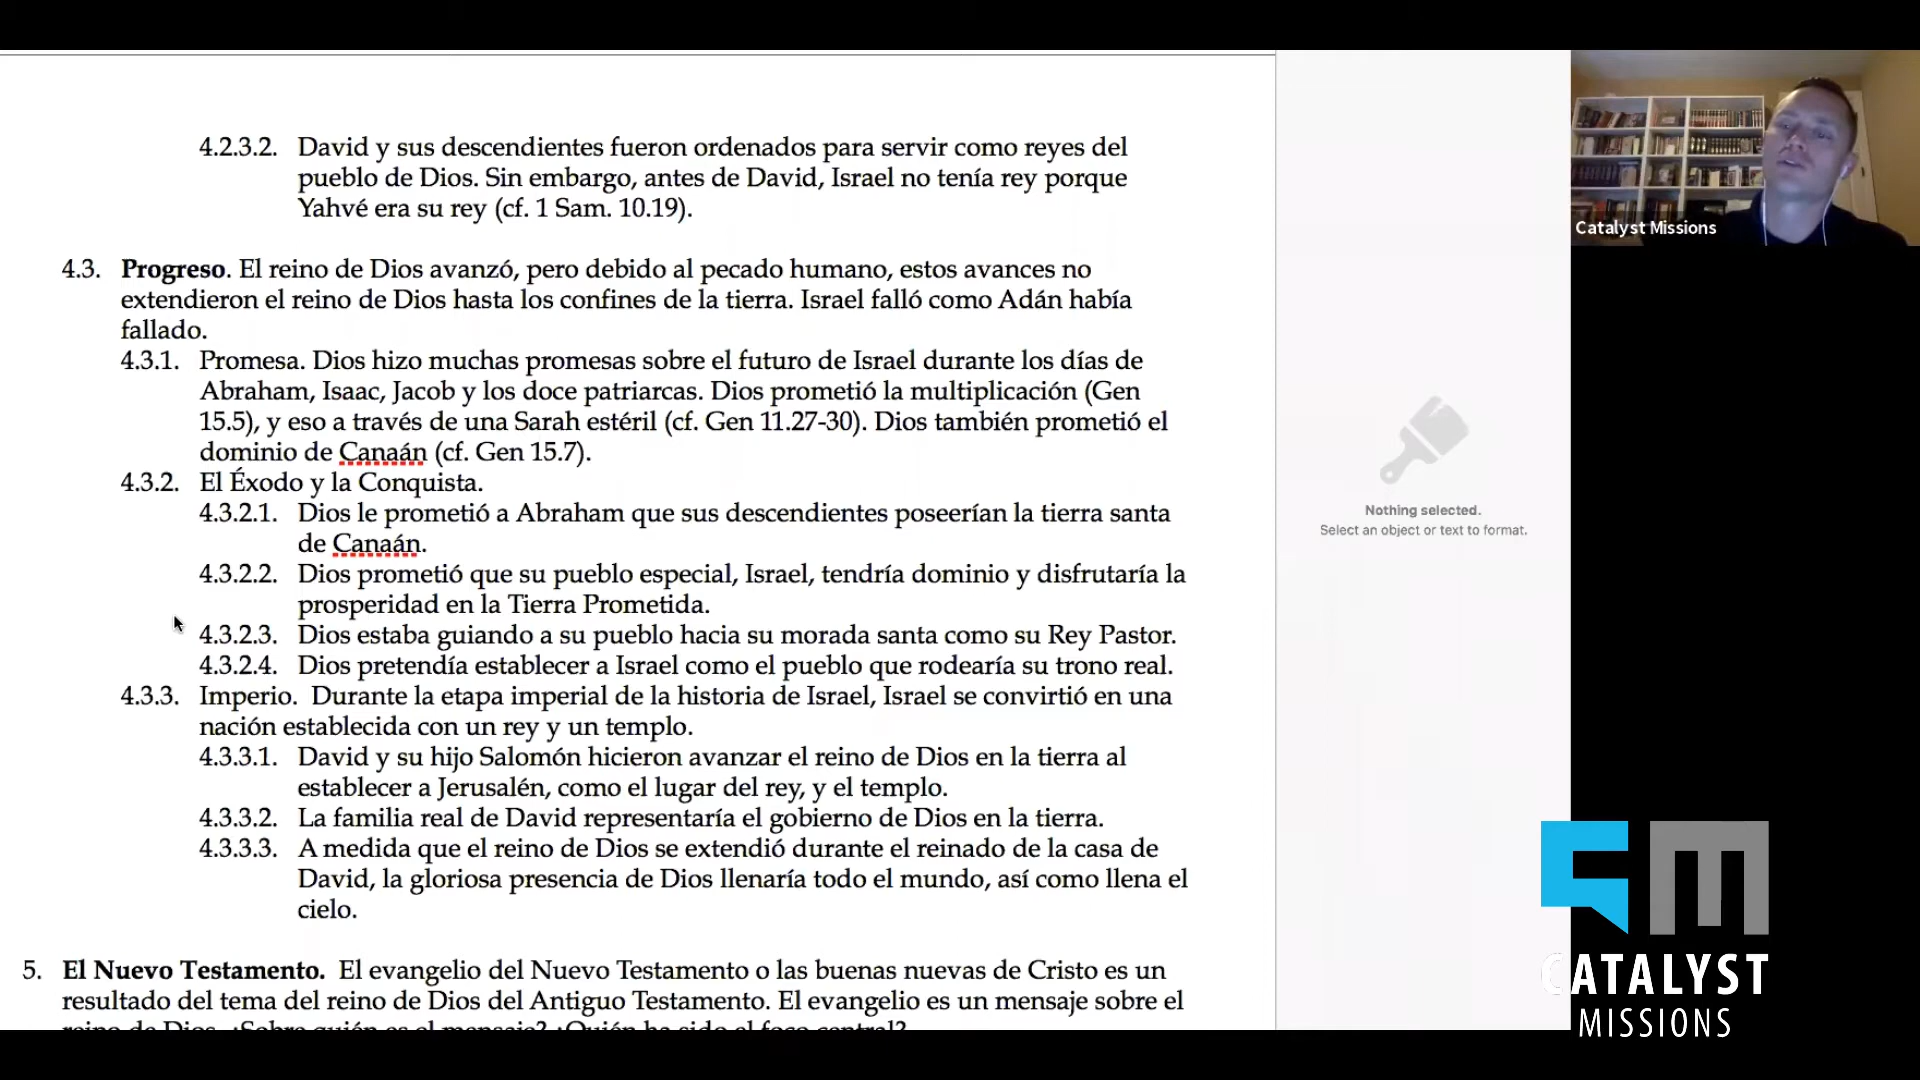 4.2.3.2. David y sus descendientes fueron ordenados para servir como reyes del
pueblo de Dios. Sin embargo, antes de David, Israel no tenía rey porque
Yahvé era su rey (cf. 1 Sam. 10.19).
4.3. Progreso. El reino de Dios avanzó, pero debido al pecado humano, estos avances no
extendieron el reino de Dios hasta los confines de la tierra. Israel falló como Adán había
fallado.
4.3.1. Promesa. Dios hizo muchas promesas sobre el futuro de Israel durante los días de
Abraham, Isaac, Jacob y los doce patriarcas. Dios prometió la multiplicación (Gen
15.5), y eso a través de una Sarah estéril (cf. Gen 11.27-30). Dios también prometió el
dominio de Canaán (cf. Gen 15.7).
4.3.2. El Éxodo y la Conquista.
4.3.2.1. Dios le prometió a Abraham que sus descendientes poseerían la tierra santa
de Canaán.
4.3.2.2. Dios prometió que su pueblo especial, Israel, tendría dominio y disfrutaría la
prosperidad en la Tierra Prometida.
4.3.2.3. Dios estaba guiando a su pueblo hacia su morada santa como su Rey Pastor.
4.3.2.4. Dios pretendía establecer a Israel como el pueblo que rodearía su trono real.
4.3.3. Imperio. Durante la etapa imperial de la historia de Israel, Israel se convirtió en una
nación establecida con un rey y un templo.
4.3.3.1. David y su hijo Salomón hicieron avanzar el reino de Dios en la tierra al
establecer a Jerusalén, como el lugar del rey, y el templo.
4.3.3.2. La familia real de David representaría el gobierno de Dios en la tierra.
4.3.3.3. A medida que el reino de Dios se extendió durante el reinado de la casa de
David, la gloriosa presencia de Dios llenaría todo el mundo, así como llena el
cielo.
5. El Nuevo Testamento. El evangelio del Nuevo Testamento o las buenas nuevas de Cristo es un
resultado del tema del reino de Dios del Antiguo Testamento. El evangelio es un mensaje sobre el
reino de Dios. ¿Sobre quién es el mensaje? ¿Quién ha sido el foco central?
Nothing selected.
Select an object or text to format.
Catalyst Missions
CATALYST
MISSIONS